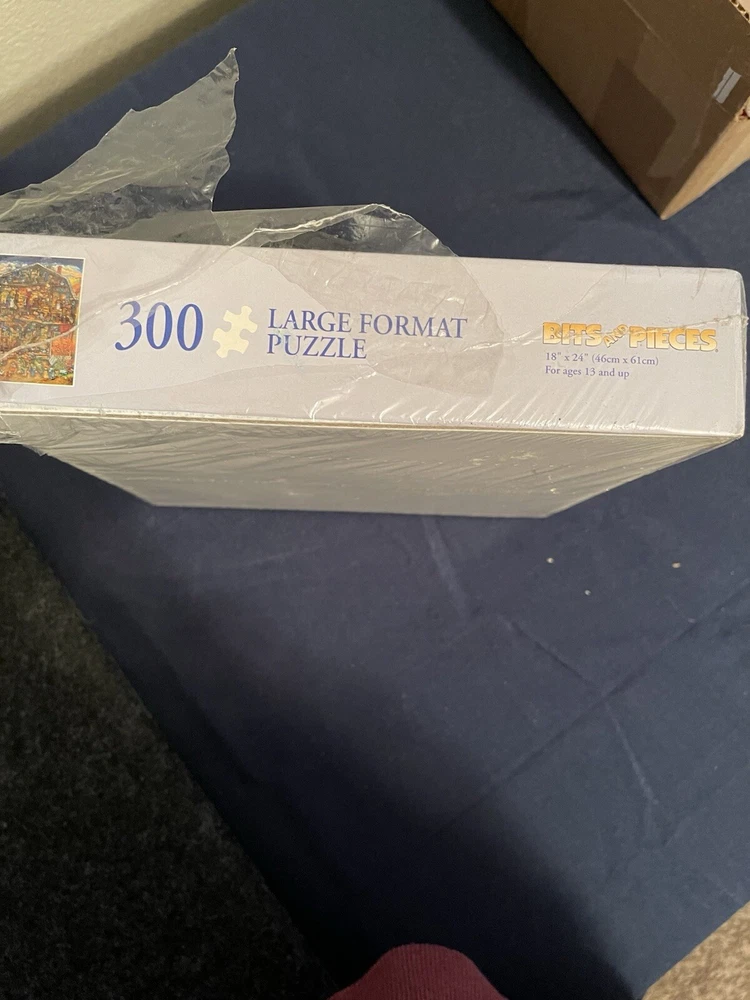 300
LARGE FORMAT
PUZZLE
BITS AND PIECES
18" x 24" (46cm x 61cm)
For ages 13 and up